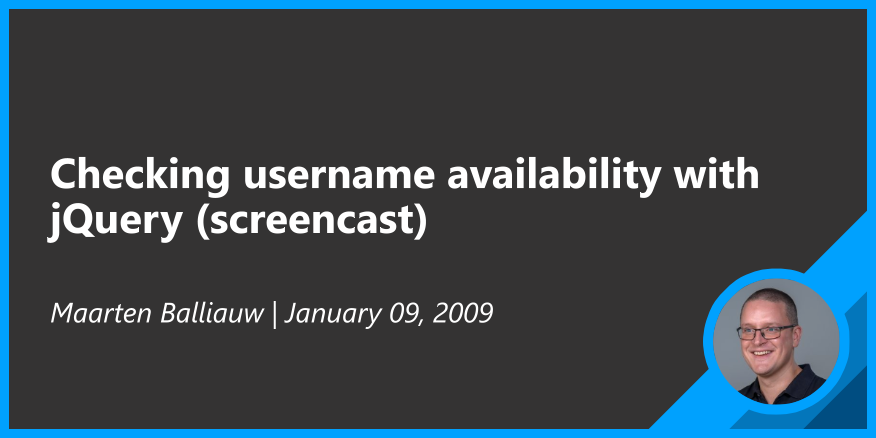 Checking username availability with
jQuery (screencast)
Maarten Balliauw | January 09, 2009